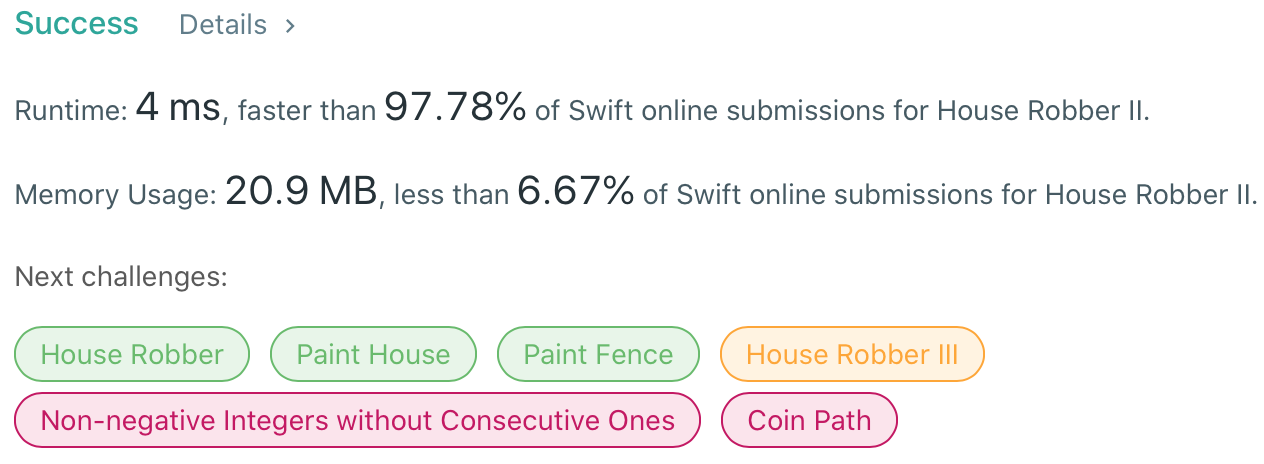 Success Details >
Runtime: 4 ms, faster than 97.78% of Swift online submissions for House Robber II.
Memory Usage: 20.9 MB, less than 6.67% of Swift online submissions for House Robber II.
Next challenges:
House Robber Paint House Paint Fence House Robber III
Non-negative Integers without Consecutive Ones Coin Path